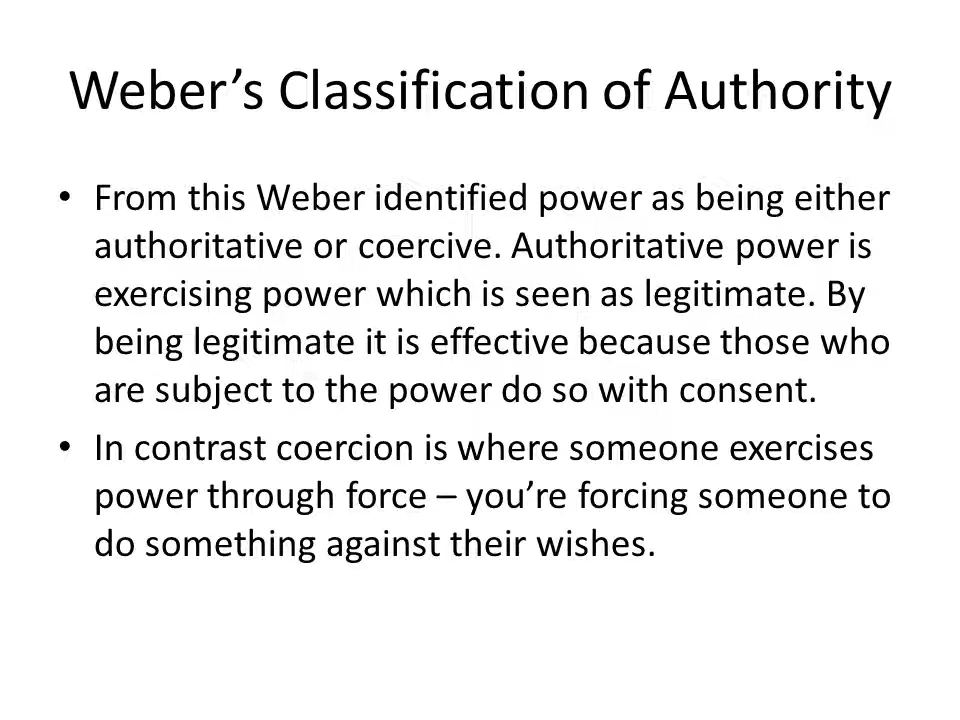 Weber’s Classification of Authority
• From this Weber identified power as being either
authoritative or coercive. Authoritative power is
exercising power which is seen as legitimate. By
being legitimate it is effective because those who
are subject to the power do so with consent.
• In contrast coercion is where someone exercises
power through force – you’re forcing someone to
do something against their wishes.